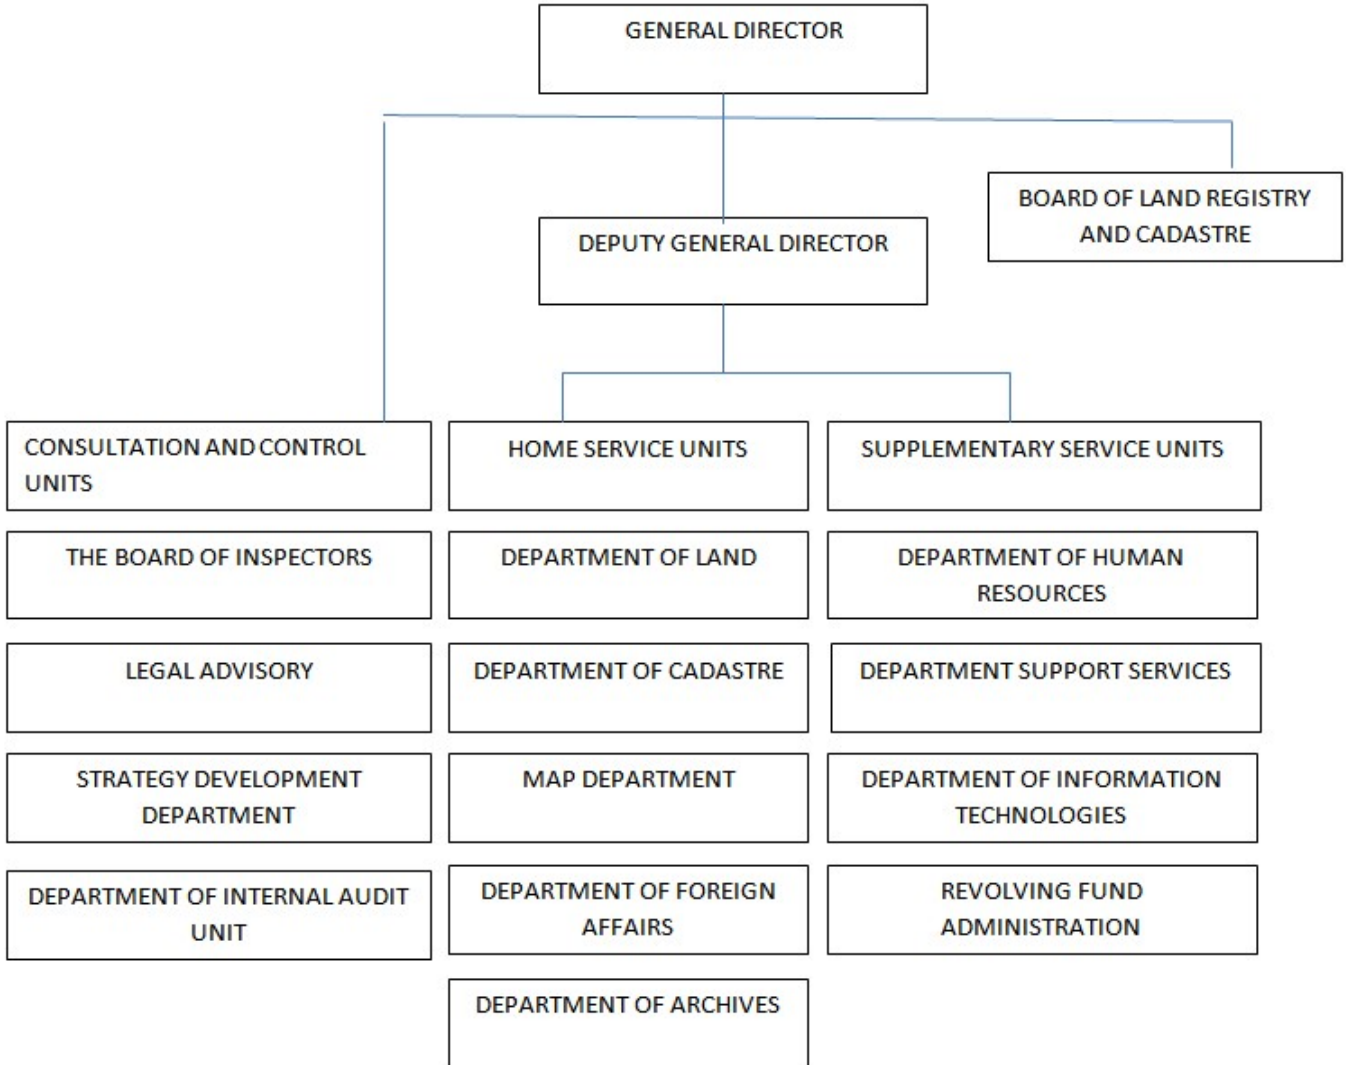 GENERAL DIRECTOR
BOARD OF LAND REGISTRY
AND CADASTRE
DEPUTY GENERAL DIRECTOR
CONSULTATION AND CONTROL
UNITS
HOME SERVICE UNITS
SUPPLEMENTARY SERVICE UNITS
THE BOARD OF INSPECTORS
DEPARTMENT OF LAND
DEPARTMENT OF HUMAN
RESOURCES
LEGAL ADVISORY
DEPARTMENT OF CADASTRE
DEPARTMENT SUPPORT SERVICES
STRATEGY DEVELOPMENT
DEPARTMENT
MAP DEPARTMENT
DEPARTMENT OF INFORMATION
TECHNOLOGIES
DEPARTMENT OF INTERNAL AUDIT
UNIT
DEPARTMENT OF FOREIGN
AFFAIRS
REVOLVING FUND
ADMINISTRATION
DEPARTMENT OF ARCHIVES